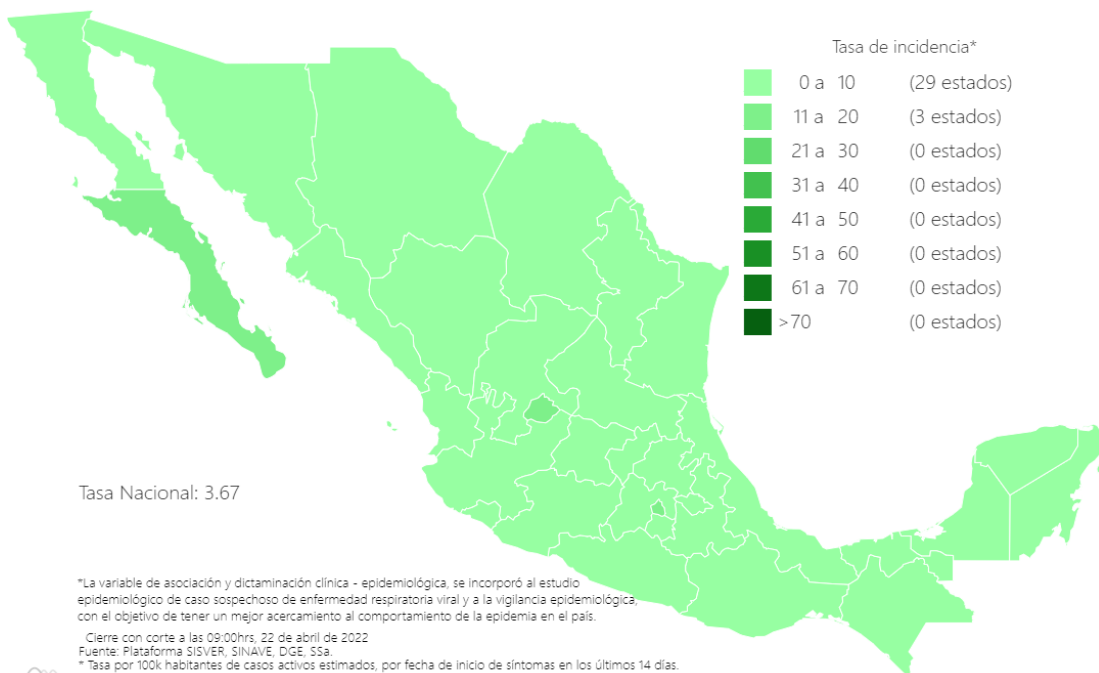 Tasa de incidencia*
0 a 10 (29 estados)
11 a 20 (3 estados)
21 a 30 (0 estados)
31 a 40 (0 estados)
41 a 50 (0 estados)
51 a 60 (0 estados)
61 a 70 (0 estados)
>70 (0 estados)
Tasa Nacional: 3.67
*La variable de asociación y dictaminación clínica - epidemiológica, se incorporó al estudio
epidemiológico de caso sospechoso de enfermedad respiratoria viral y a la vigilancia epidemiológica,
con el objetivo de tener un mejor acercamiento al comportamiento de la epidemia en el país.
Cierre con corte a las 09:00hrs, 22 de abril de 2022
Fuente: Plataforma SISVER, SINAVE, DGE, SSa.
* Tasa por 100k habitantes de casos activos estimados, por fecha de inicio de síntomas en los últimos 14 días.